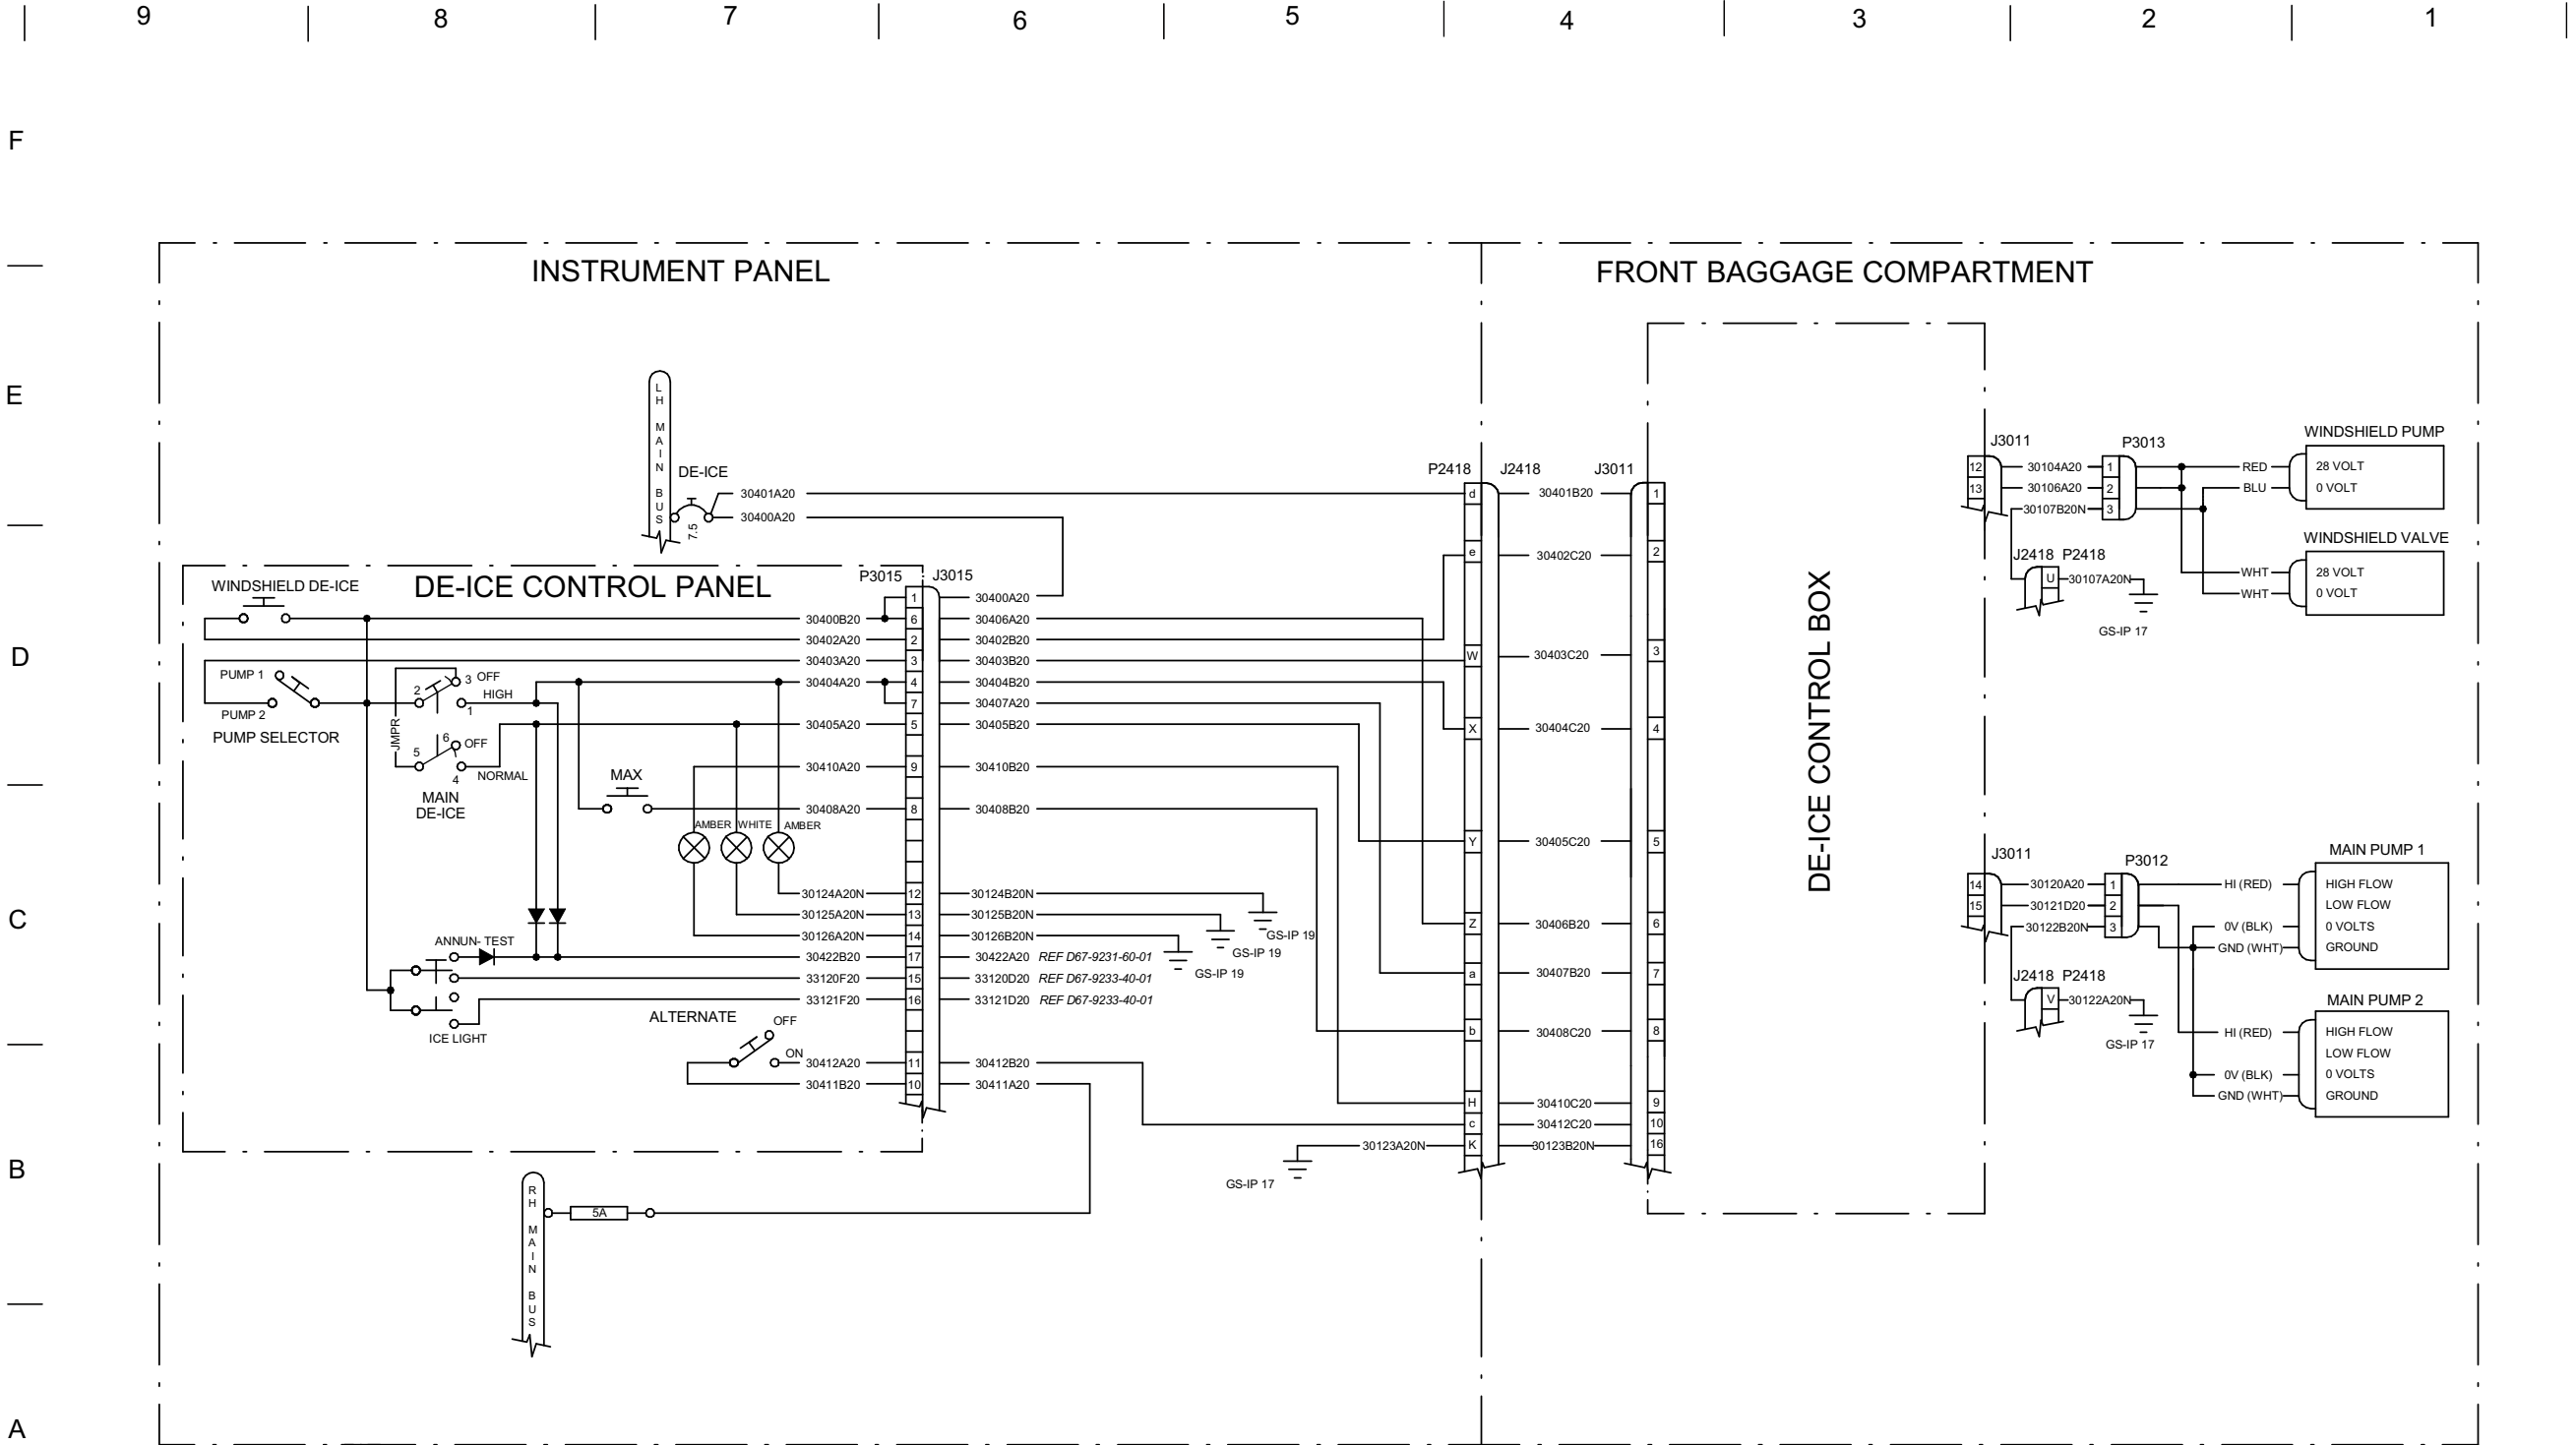 9 8 7 6 5 4 3 2 1
F
E
D
C
B
A
INSTRUMENT PANEL
FRONT BAGGAGE COMPARTMENT
LH MAIN BUS
DE-ICE
7.5
30401A20
30400A20
DE-ICE CONTROL PANEL
WINDSHIELD DE-ICE
PUMP 1
PUMP 2
PUMP SELECTOR
JMPR
2
3 OFF
HIGH
1
6 OFF
5
4 NORMAL
MAIN
DE-ICE
MAX
AMBER WHITE AMBER
ANNUN- TEST
ICE LIGHT
ALTERNATE
OFF
ON
P3015 J3015
1 30400A20
30400B20 6 30406A20
30402A20 2 30402B20
30403A20 3 30403B20
30404A20 4 30404B20
7 30407A20
30405A20 5 30405B20
30410A20 9 30410B20
30408A20 8 30408B20
30124A20N 12 30124B20N
30125A20N 13 30125B20N
30126A20N 14 30126B20N
30422B20 17 30422A20 REF D67-9231-60-01
33120F20 15 33120D20 REF D67-9233-40-01
33121F20 16 33121D20 REF D67-9233-40-01
30412A20 11 30412B20
30411B20 10 30411A20
GS-IP 19
GS-IP 19
GS-IP 19
RH MAIN BUS
5A
P2418 J2418 J3011
d 30401B20 1
e 30402C20 2
W 30403C20 3
X 30404C20 4
Y 30405C20 5
Z 30406B20 6
a 30407B20 7
b 30408C20 8
H 30410C20 9
c 30412C20 10
30123A20N K 30123B20N 16
GS-IP 17
DE-ICE CONTROL BOX
J3011 P3013
12 30104A20 1 RED
13 30106A20 2 BLU
30107B20N 3
WINDSHIELD PUMP
28 VOLT
0 VOLT
J2418 P2418
U 30107A20N
GS-IP 17
WINDSHIELD VALVE
WHT 28 VOLT
WHT 0 VOLT
J3011 P3012
14 30120A20 1 HI (RED)
15 30121D20 2
30122B20N 3 0V (BLK)
GND (WHT)
MAIN PUMP 1
HIGH FLOW
LOW FLOW
0 VOLTS
GROUND
J2418 P2418
V 30122A20N
GS-IP 17
MAIN PUMP 2
HI (RED) HIGH FLOW
LOW FLOW
0V (BLK) 0 VOLTS
GND (WHT) GROUND